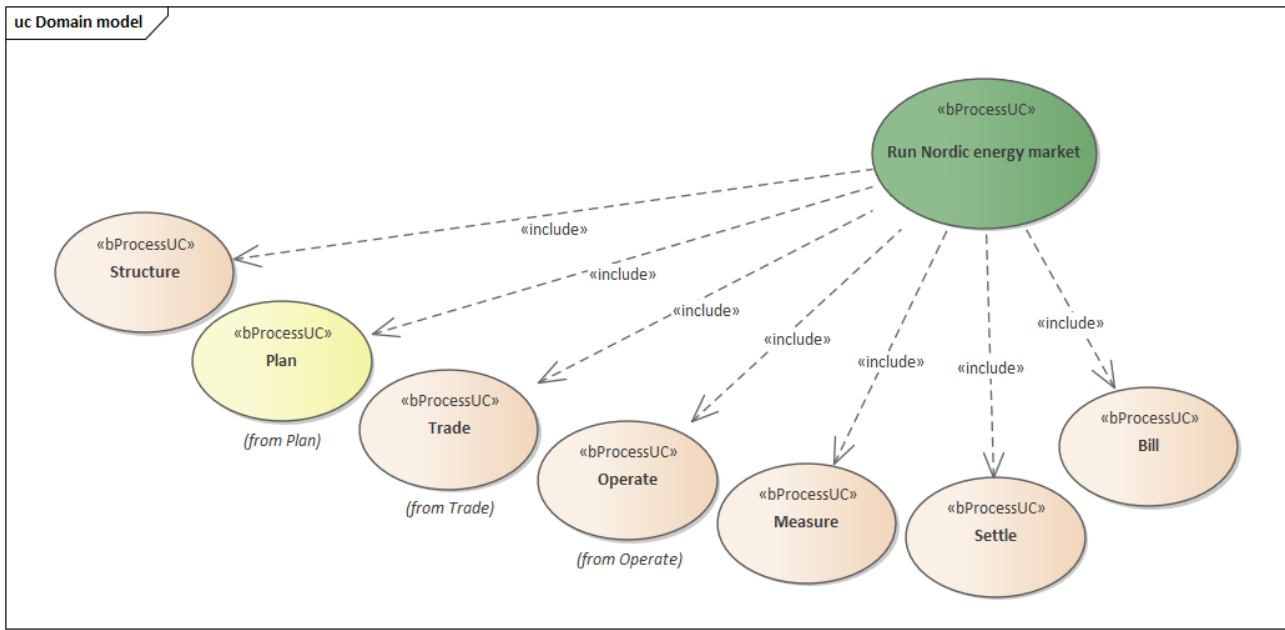 uc Domain model
«bProcessUC»
Run Nordic energy market
«include»
«include»
«include»
«include»
«include»
«include»
«include»
«bProcessUC»
Structure
«bProcessUC»
Plan
(from Plan)
«bProcessUC»
Trade
(from Trade)
«bProcessUC»
Operate
(from Operate)
«bProcessUC»
Measure
«bProcessUC»
Settle
«bProcessUC»
Bill